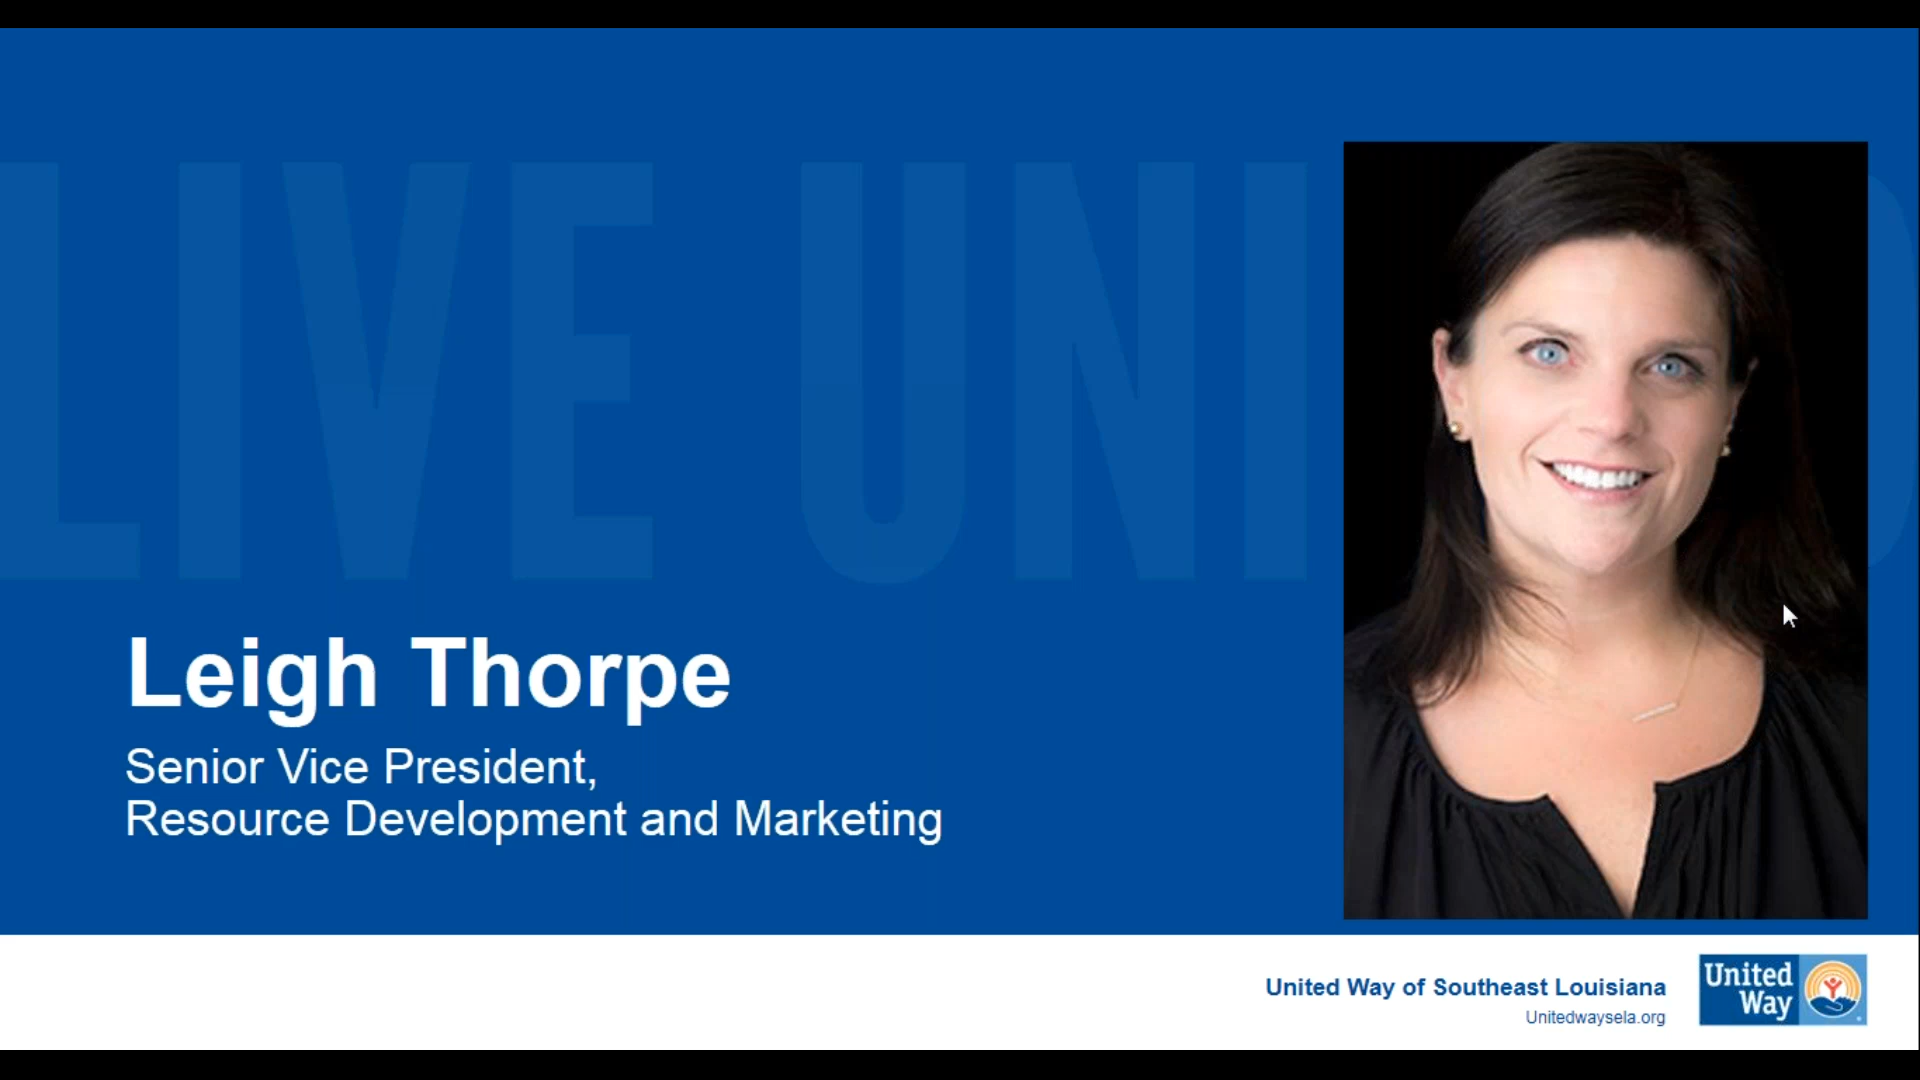 LIVE UNI D
Leigh Thorpe
Senior Vice President,
Resource Development and Marketing
United Way of Southeast Louisiana
Unitedwaysela.org
United
Way